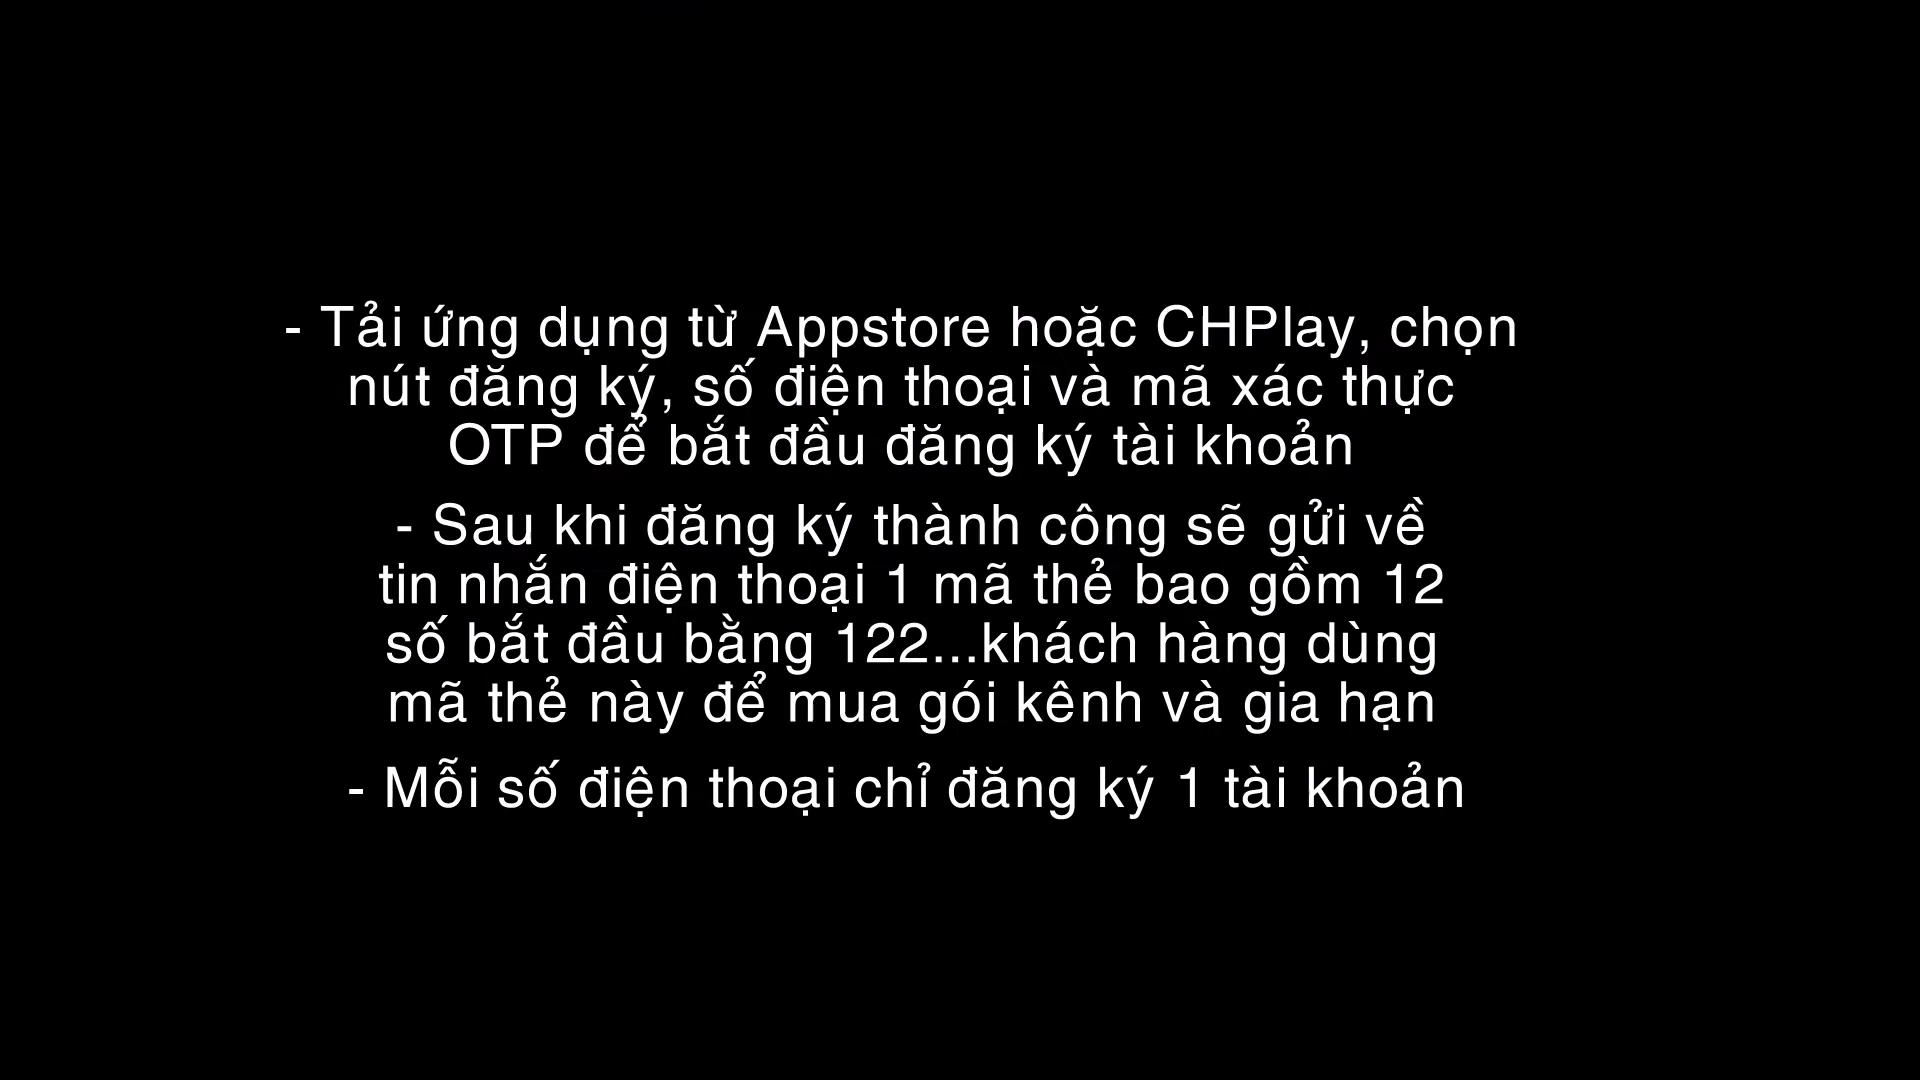 - Tải ứng dụng từ Appstore hoặc CHPlay, chọn
nút đăng ký, số điện thoại và mã xác thực
OTP để bắt đầu đăng ký tài khoản
- Sau khi đăng ký thành công sẽ gửi về
tin nhắn điện thoại 1 mã thẻ bao gồm 12
số bắt đầu bằng 122...khách hàng dùng
mã thẻ này để mua gói kênh và gia hạn
- Mỗi số điện thoại chỉ đăng ký 1 tài khoản